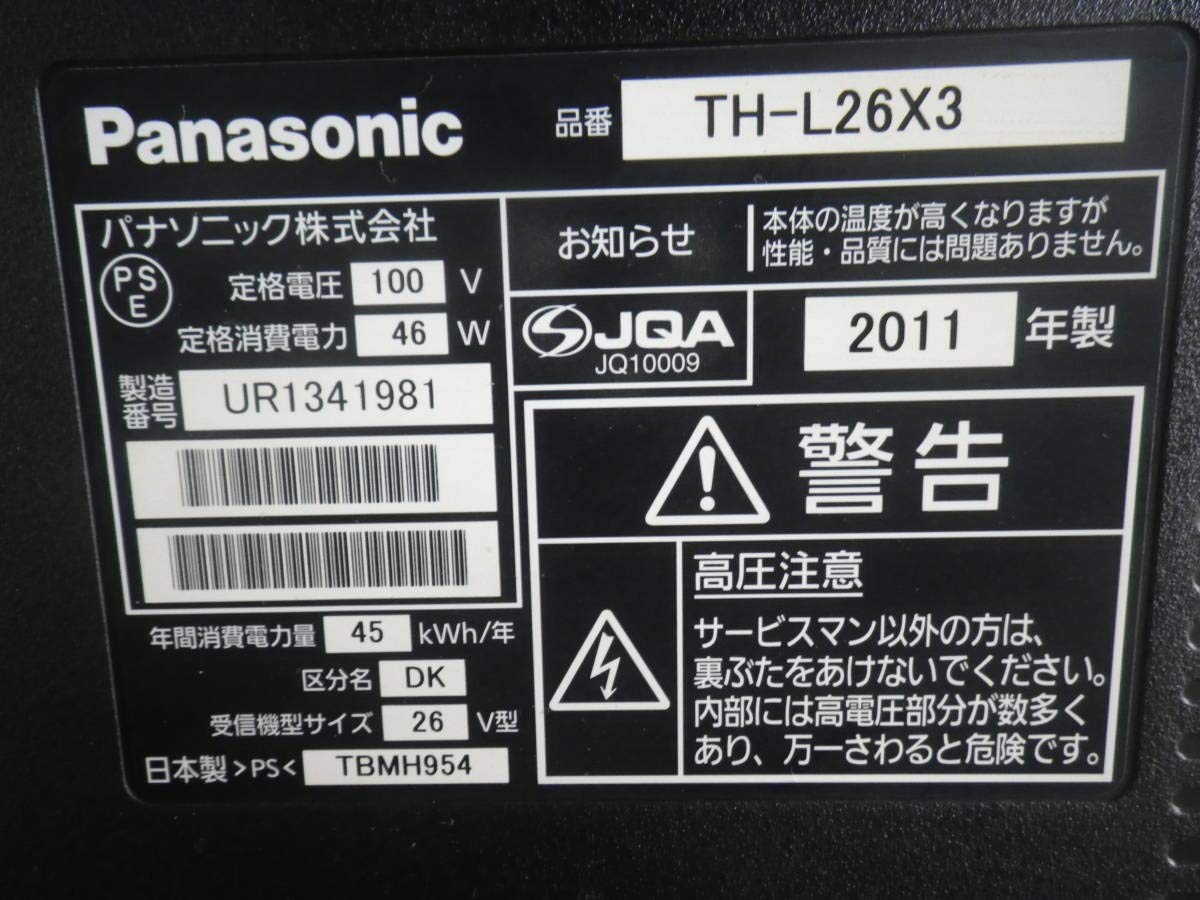 Panasonic
品番 TH-L26X3
パナソニック株式会社
PS
E
定格電圧 100 V
定格消費電力 46 W
製造
番号
UR1341981
年間消費電力量 45 kWh/年
区分名 DK
受信機型サイズ 26 V型
日本製 >PS< TBMH954
お知らせ
本体の温度が高くなりますが
性能・品質には問題ありません。
JQA
JQ10009
2011 年製
警告
高圧注意
サービスマン以外の方は、
裏ぶたをあけないでください。
内部には高電圧部分が数多く
あり、万一さわると危険です。